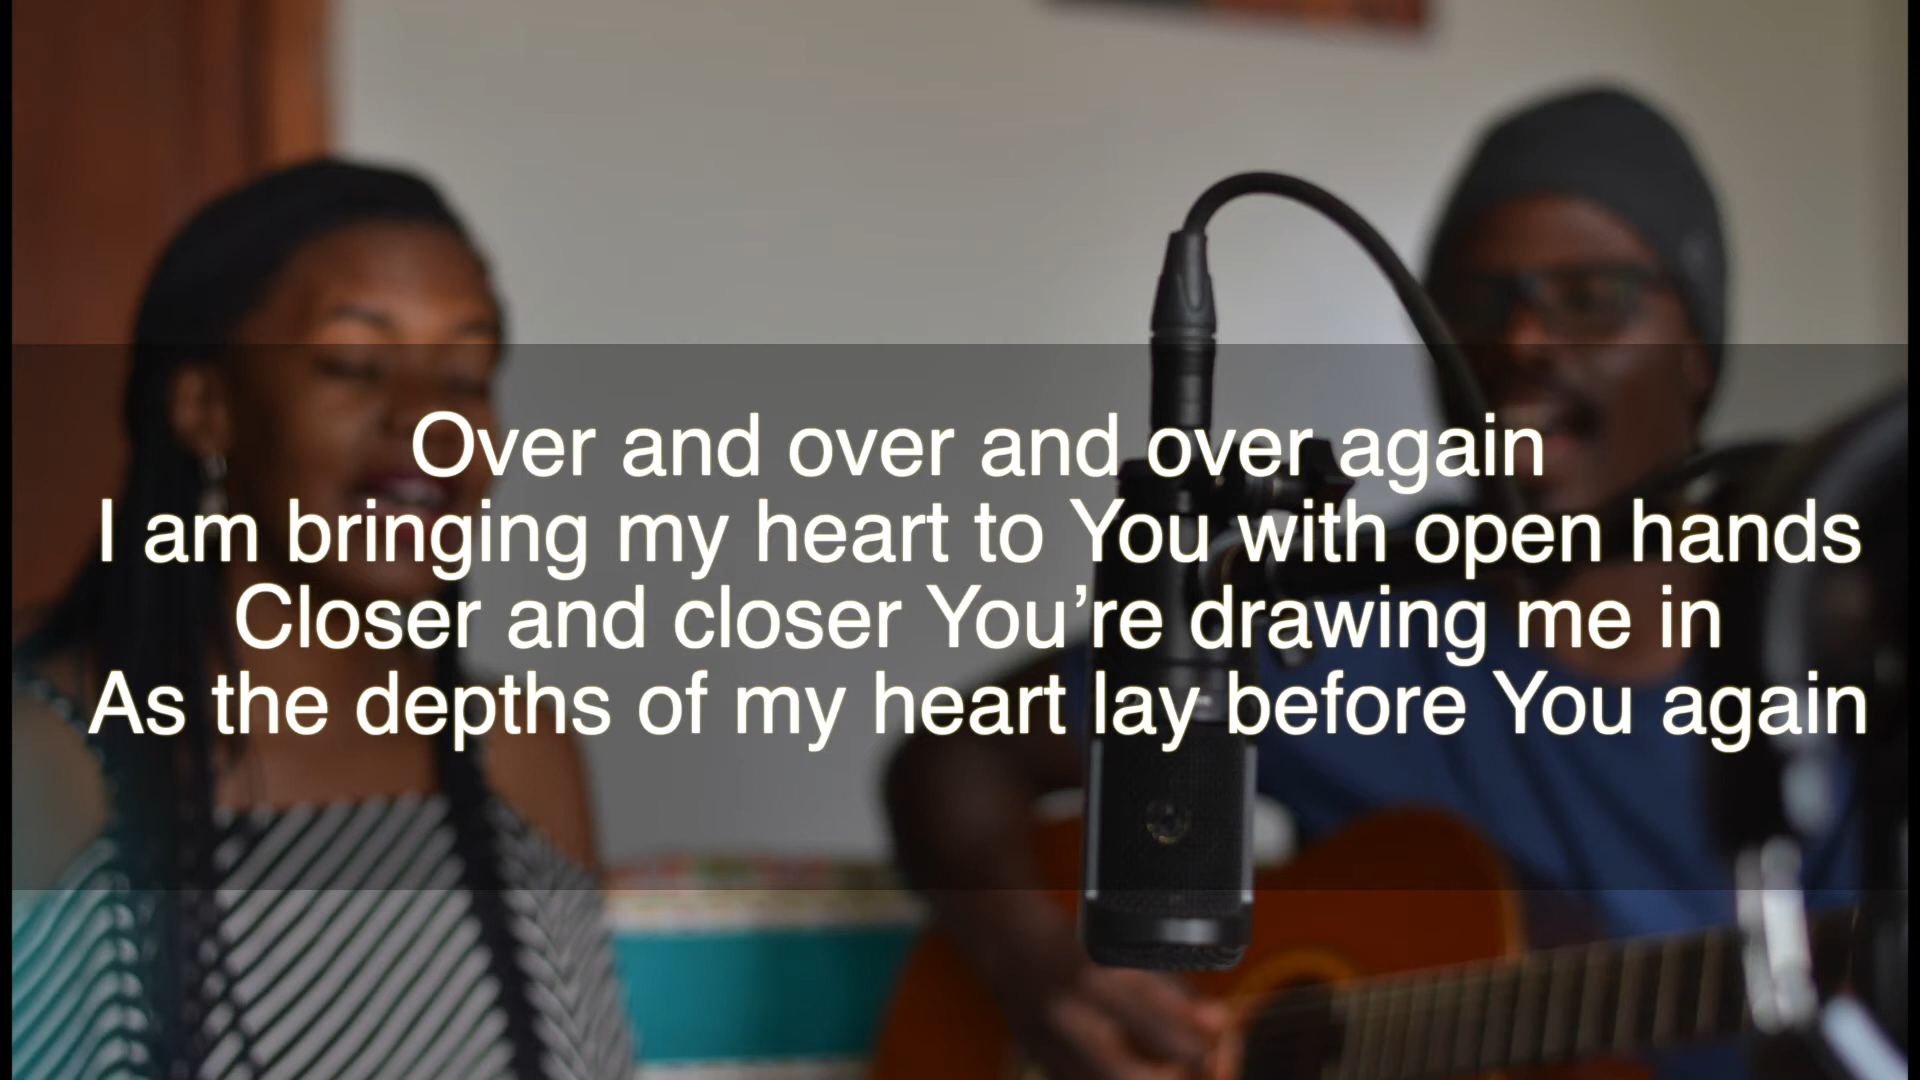 Over and over and over again
I am bringing my heart to You with open hands
Closer and closer You’re drawing me in
As the depths of my heart lay before You again